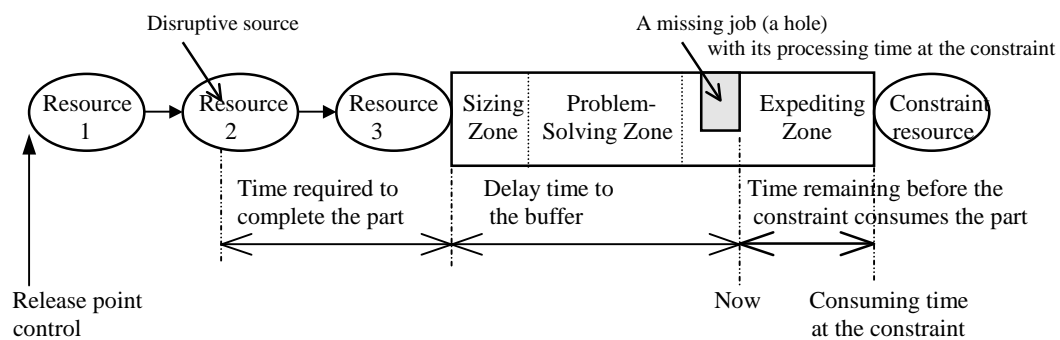 Disruptive source
A missing job (a hole)
with its processing time at the constraint
Resource
1
Resource
2
Resource
3
Sizing
Zone
Problem-
Solving Zone
Expediting
Zone
Constraint
resource
Time required to
complete the part
Delay time to
the buffer
Time remaining before the
constraint consumes the part
Release point
control
Now
Consuming time
at the constraint